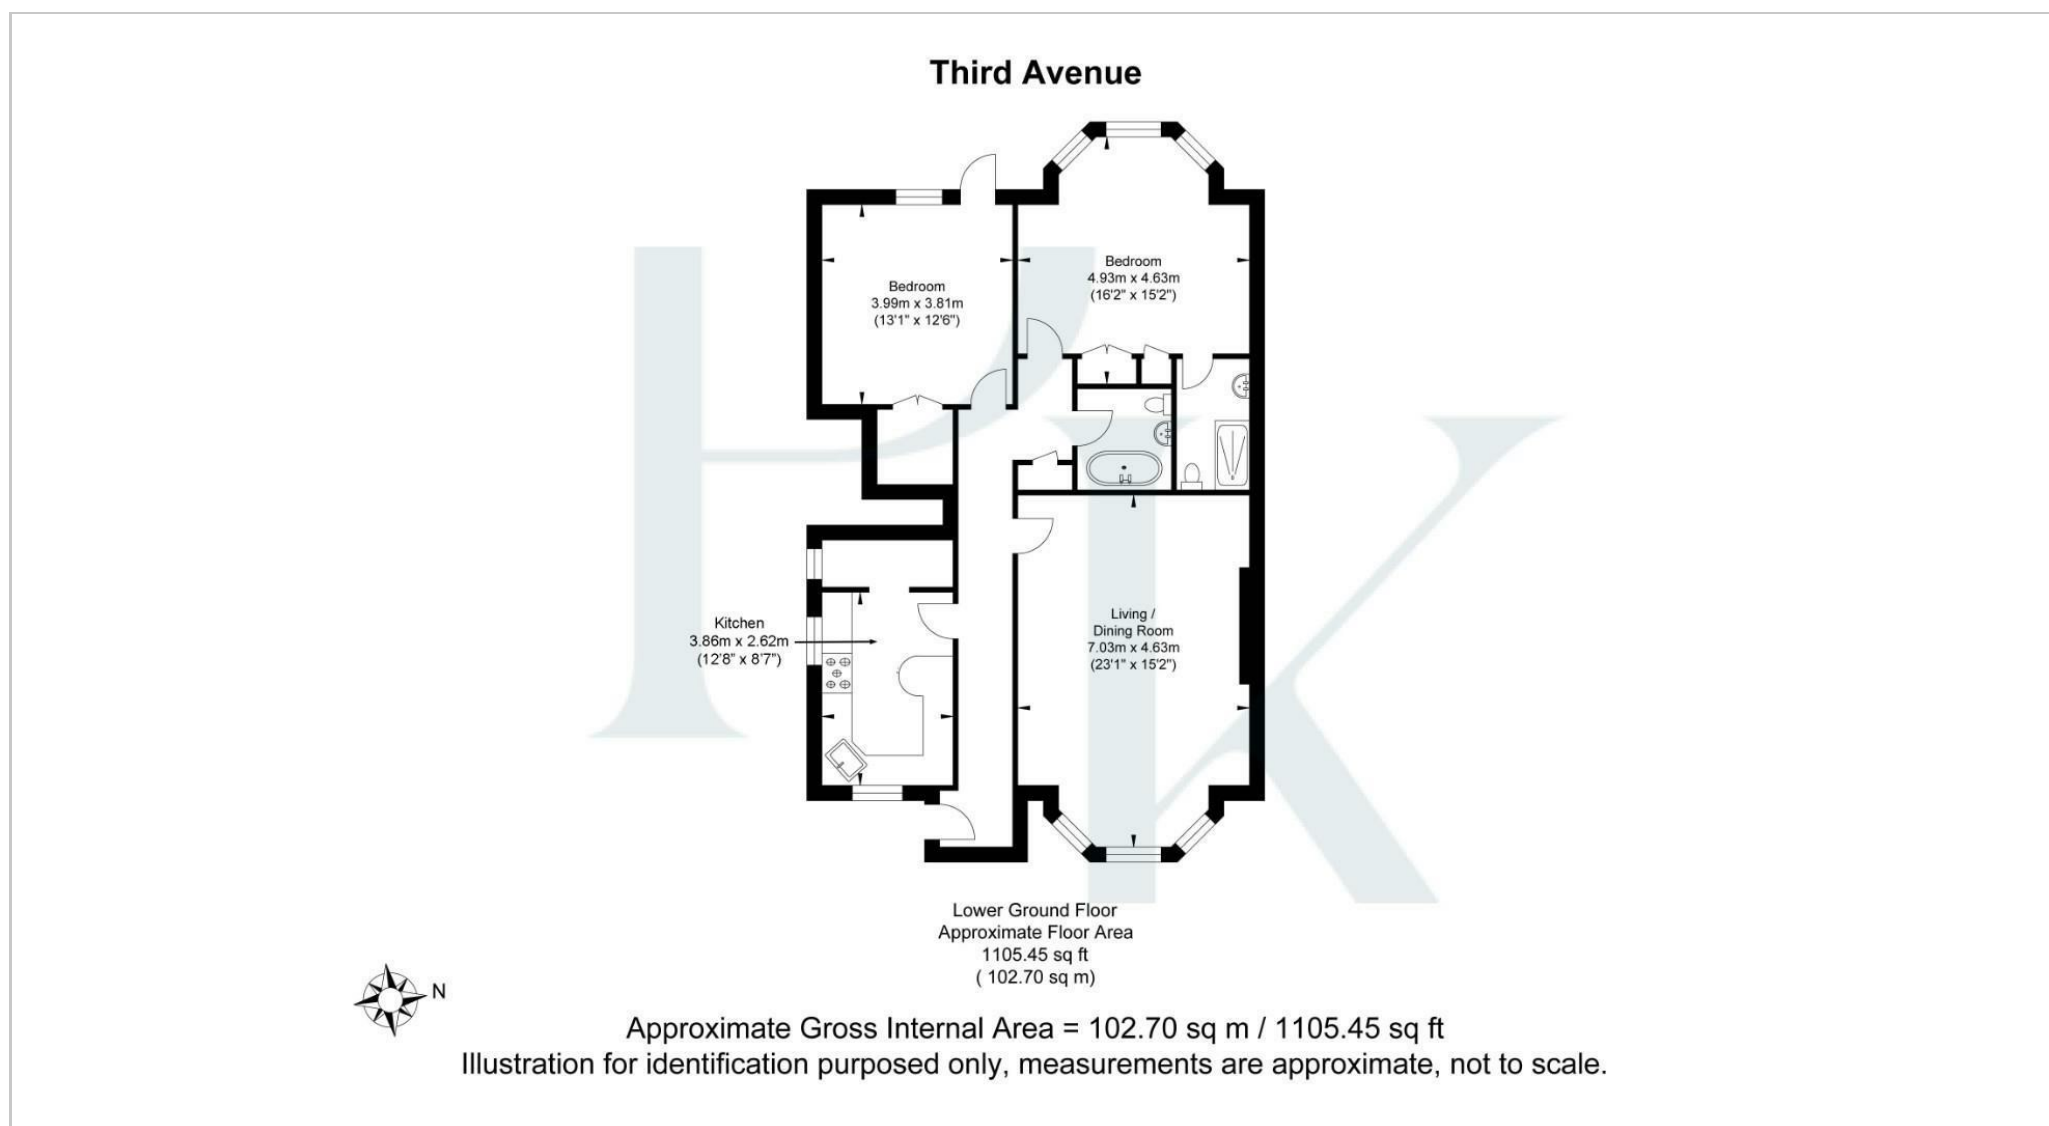 Third Avenue
Bedroom
4.93m x 4.63m
(16'2" x 15'2")
Bedroom
3.99m x 3.81m
(13'1" x 12'6")
Kitchen
3.86m x 2.62m
(12'8" x 8'7")
Living /
Dining Room
7.03m x 4.63m
(23'1" x 15'2")
Lower Ground Floor
Approximate Floor Area
1105.45 sq ft
( 102.70 sq m)
N
Approximate Gross Internal Area = 102.70 sq m / 1105.45 sq ft
Illustration for identification purposed only, measurements are approximate, not to scale.